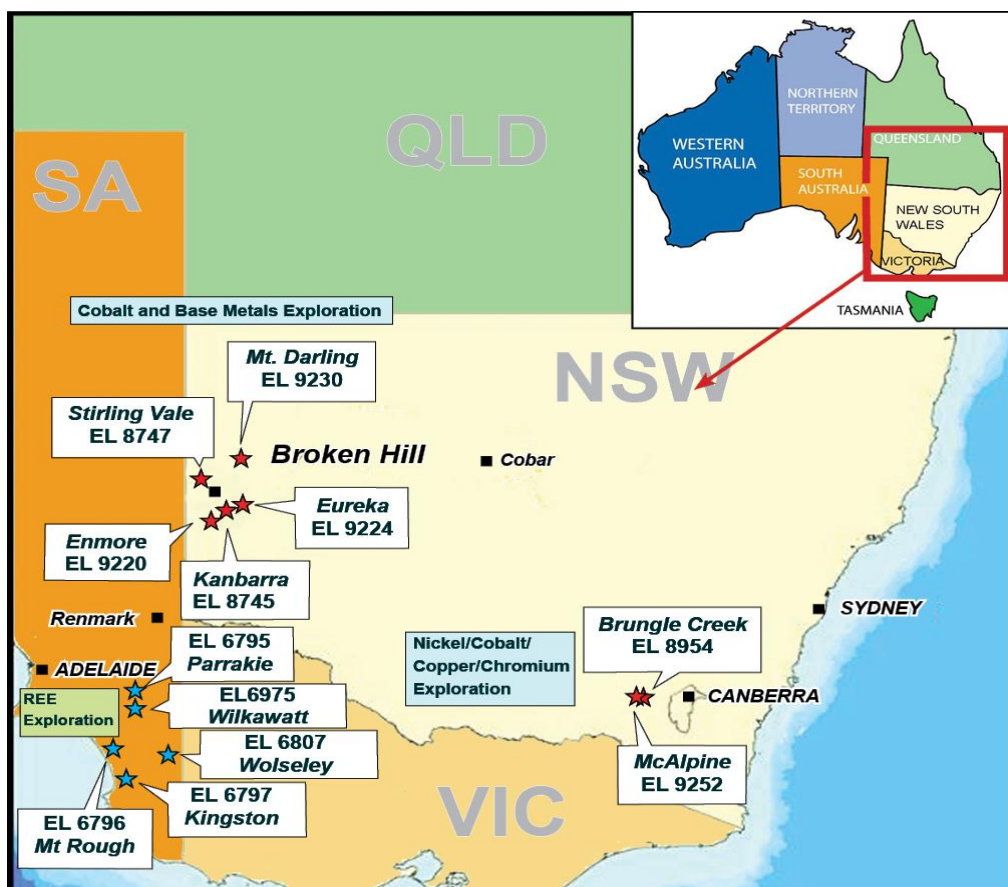 QLD
SA
NSW
VIC
WESTERN
AUSTRALIA
NORTHERN
TERRITORY
QUEENSLAND
SOUTH
AUSTRALIA
NEW SOUTH
WALES
VICTORIA
TASMANIA
Cobalt and Base Metals Exploration
Mt. Darling
EL 9230
Stirling Vale
EL 8747
Broken Hill
Cobar
Eureka
EL 9224
Enmore
EL 9220
Kanbarra
EL 8745
Renmark
ADELAIDE
SYDNEY
CANBERRA
Brungle Creek
EL 8954
Nickel/Cobalt/
Copper/Chromium
Exploration
McAlpine
EL 9252
REE
Exploration
EL 6795
Parrakie
EL6975
Wilkawatt
EL 6807
Wolseley
EL 6797
Kingston
EL 6796
Mt Rough